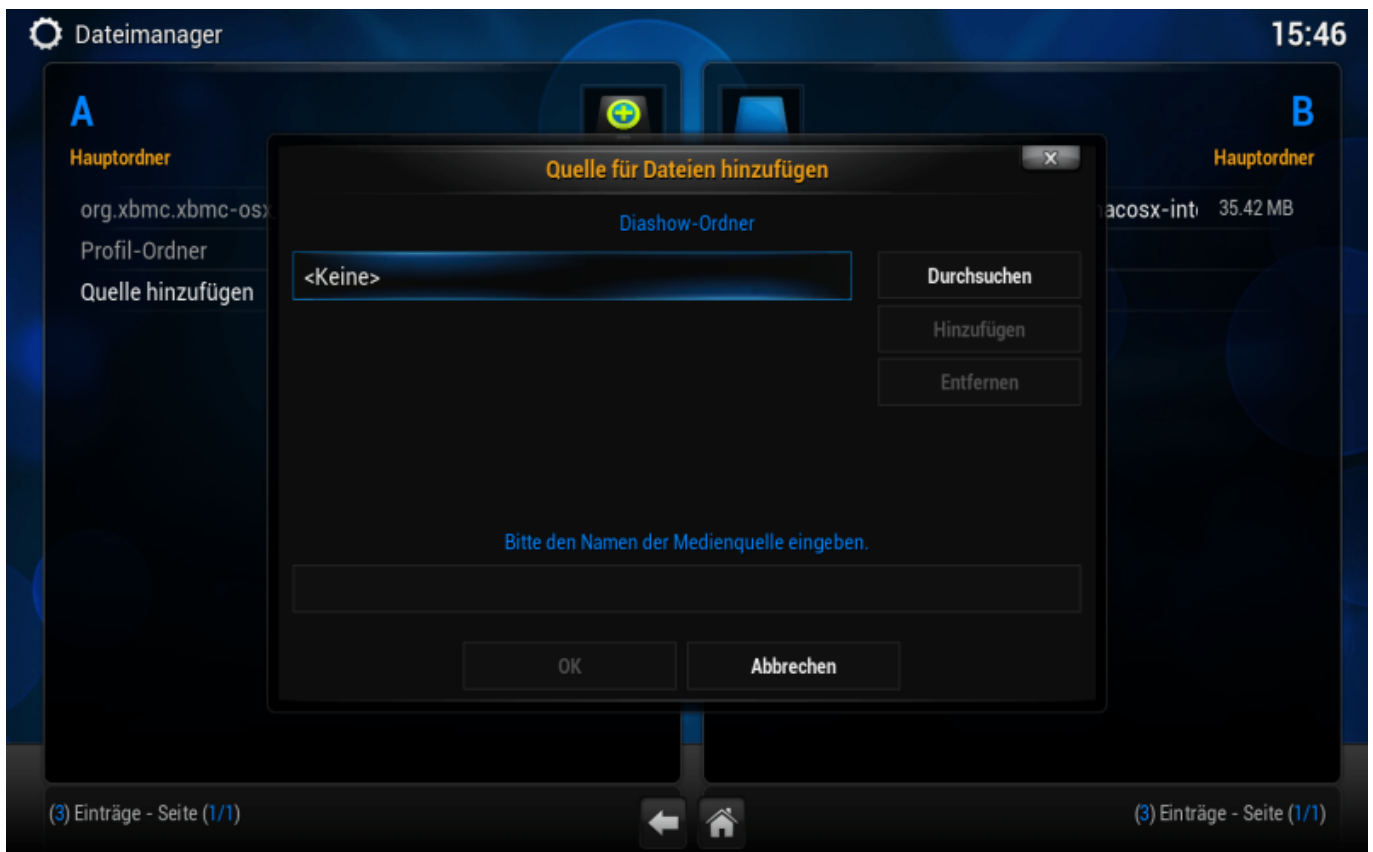 Dateimanager
15:46
A
B
Hauptordner
Hauptordner
Quelle für Dateien hinzufügen
x
org.xbmc.xbmc-osx
35.42 MB
Diashow-Ordner
Profil-Ordner
Quelle hinzufügen
<Keine>
Durchsuchen
Hinzufügen
Entfernen
Bitte den Namen der Medienquelle eingeben.
OK
Abbrechen
(3) Einträge - Seite (1/1)
(3) Einträge - Seite (1/1)